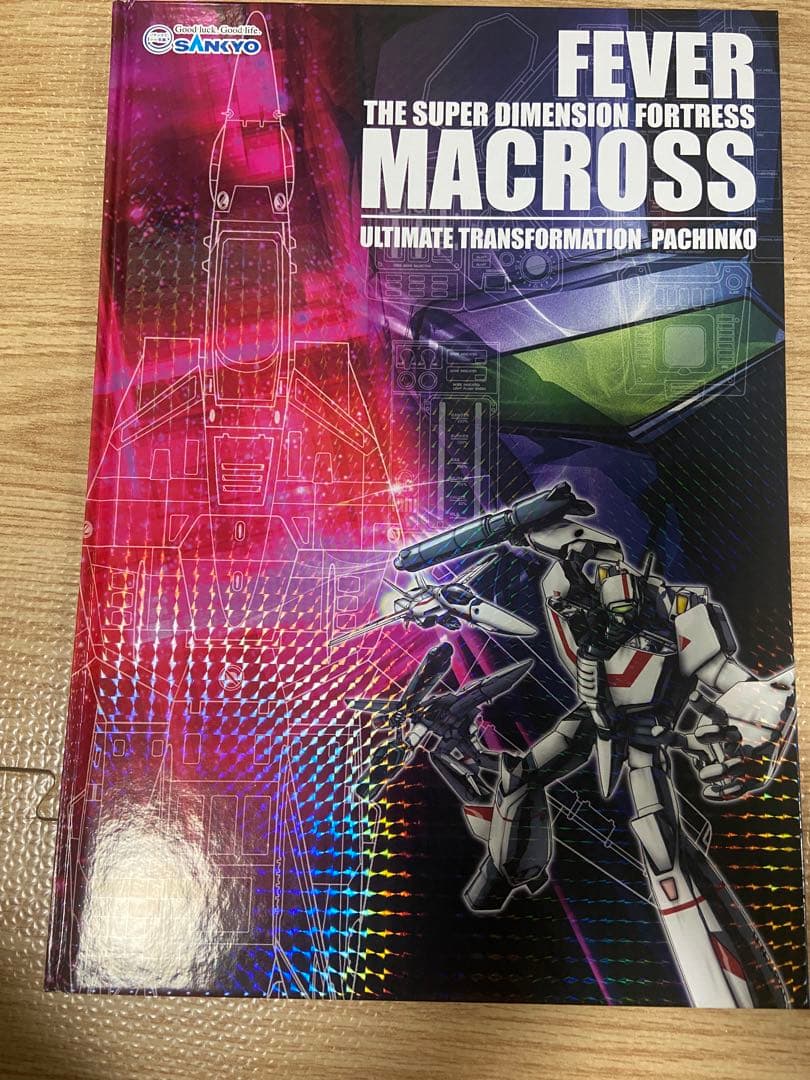 Good luck. Good life.
SANKYO
FEVER
THE SUPER DIMENSION FORTRESS
MACROSS
ULTIMATE TRANSFORMATION PACHINKO